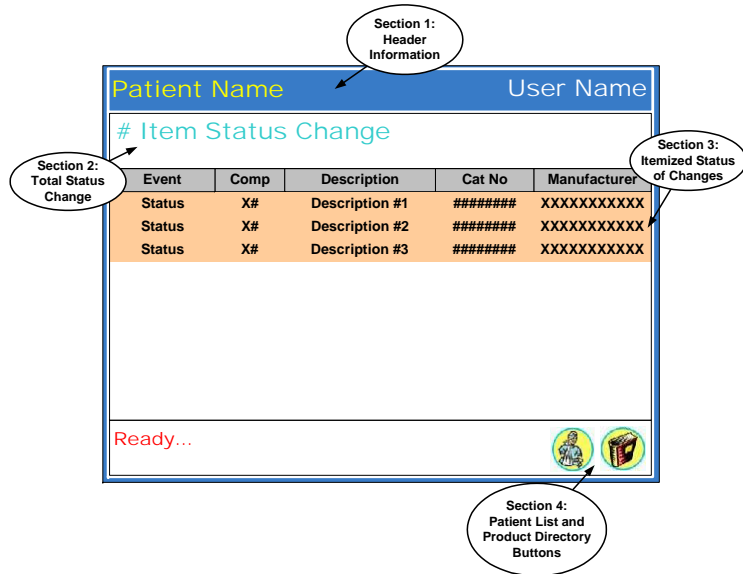 Section 1:
Header
Information
Patient Name
User Name
# Item Status Change
Section 2:
Total Status
Change
Section 3:
Itemized Status
of Changes
Event Comp Description Cat No Manufacturer
Status X# Description #1 ######## XXXXXXXXXXX
Status X# Description #2 ######## XXXXXXXXXXX
Status X# Description #3 ######## XXXXXXXXXXX
Ready...
Section 4:
Patient List and
Product Directory
Buttons